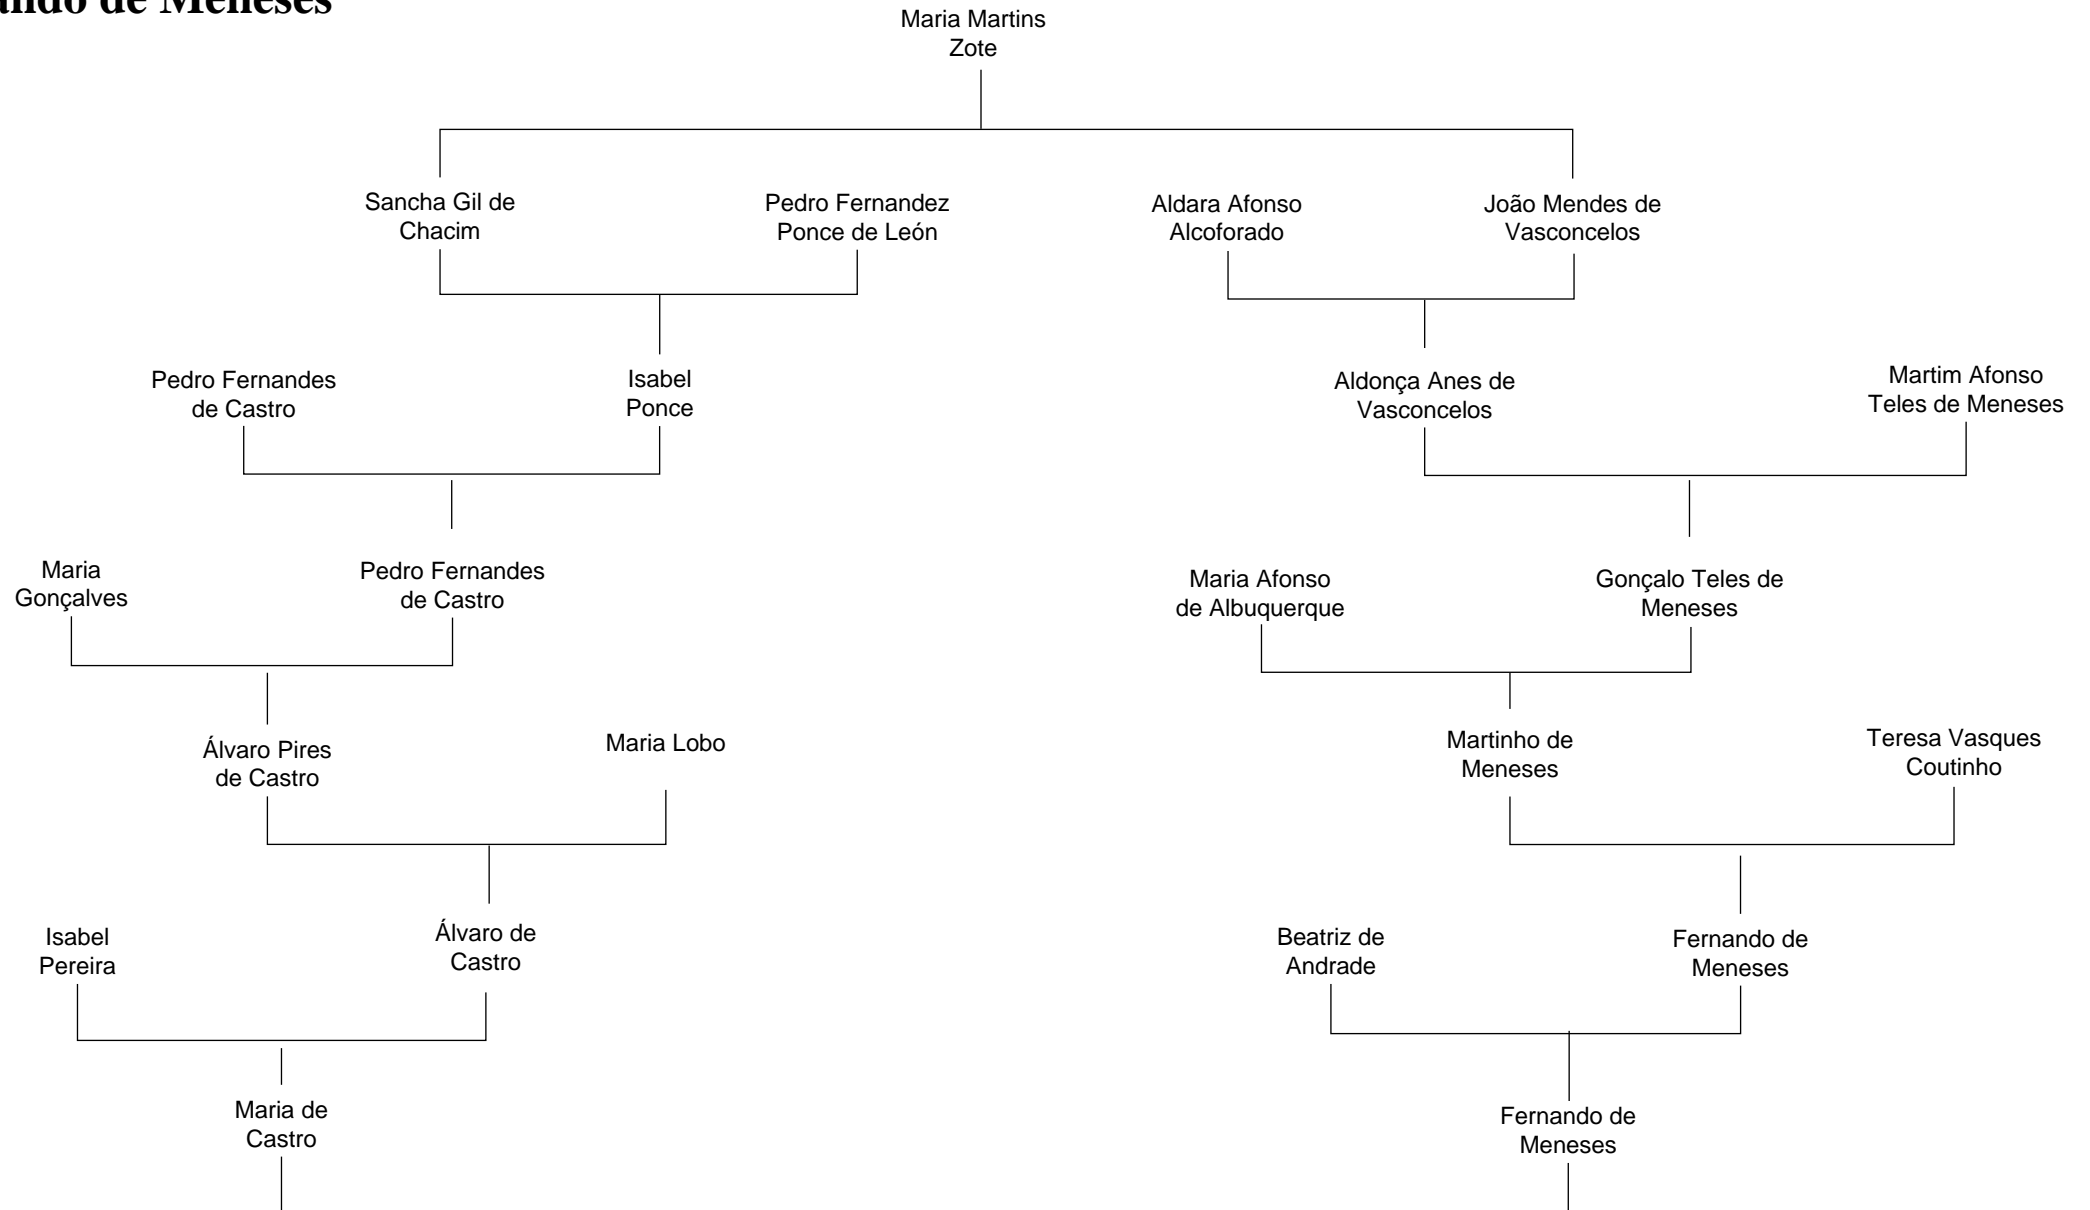 de Meneses
Maria Martins
Zote
Sancha Gil de
Chacim
Pedro Fernandez
Ponce de León
Aldara Afonso
Alcoforado
João Mendes de
Vasconcelos
Pedro Fernandes
de Castro
Isabel
Ponce
Aldonça Anes de
Vasconcelos
Martim Afonso
Teles de Meneses
Maria
Gonçalves
Pedro Fernandes
de Castro
Maria Afonso
de Albuquerque
Gonçalo Teles de
Meneses
Álvaro Pires
de Castro
Maria Lobo
Martinho de
Meneses
Teresa Vasques
Coutinho
Isabel
Pereira
Álvaro de
Castro
Beatriz de
Andrade
Fernando de
Meneses
Maria de
Castro
Fernando de
Meneses